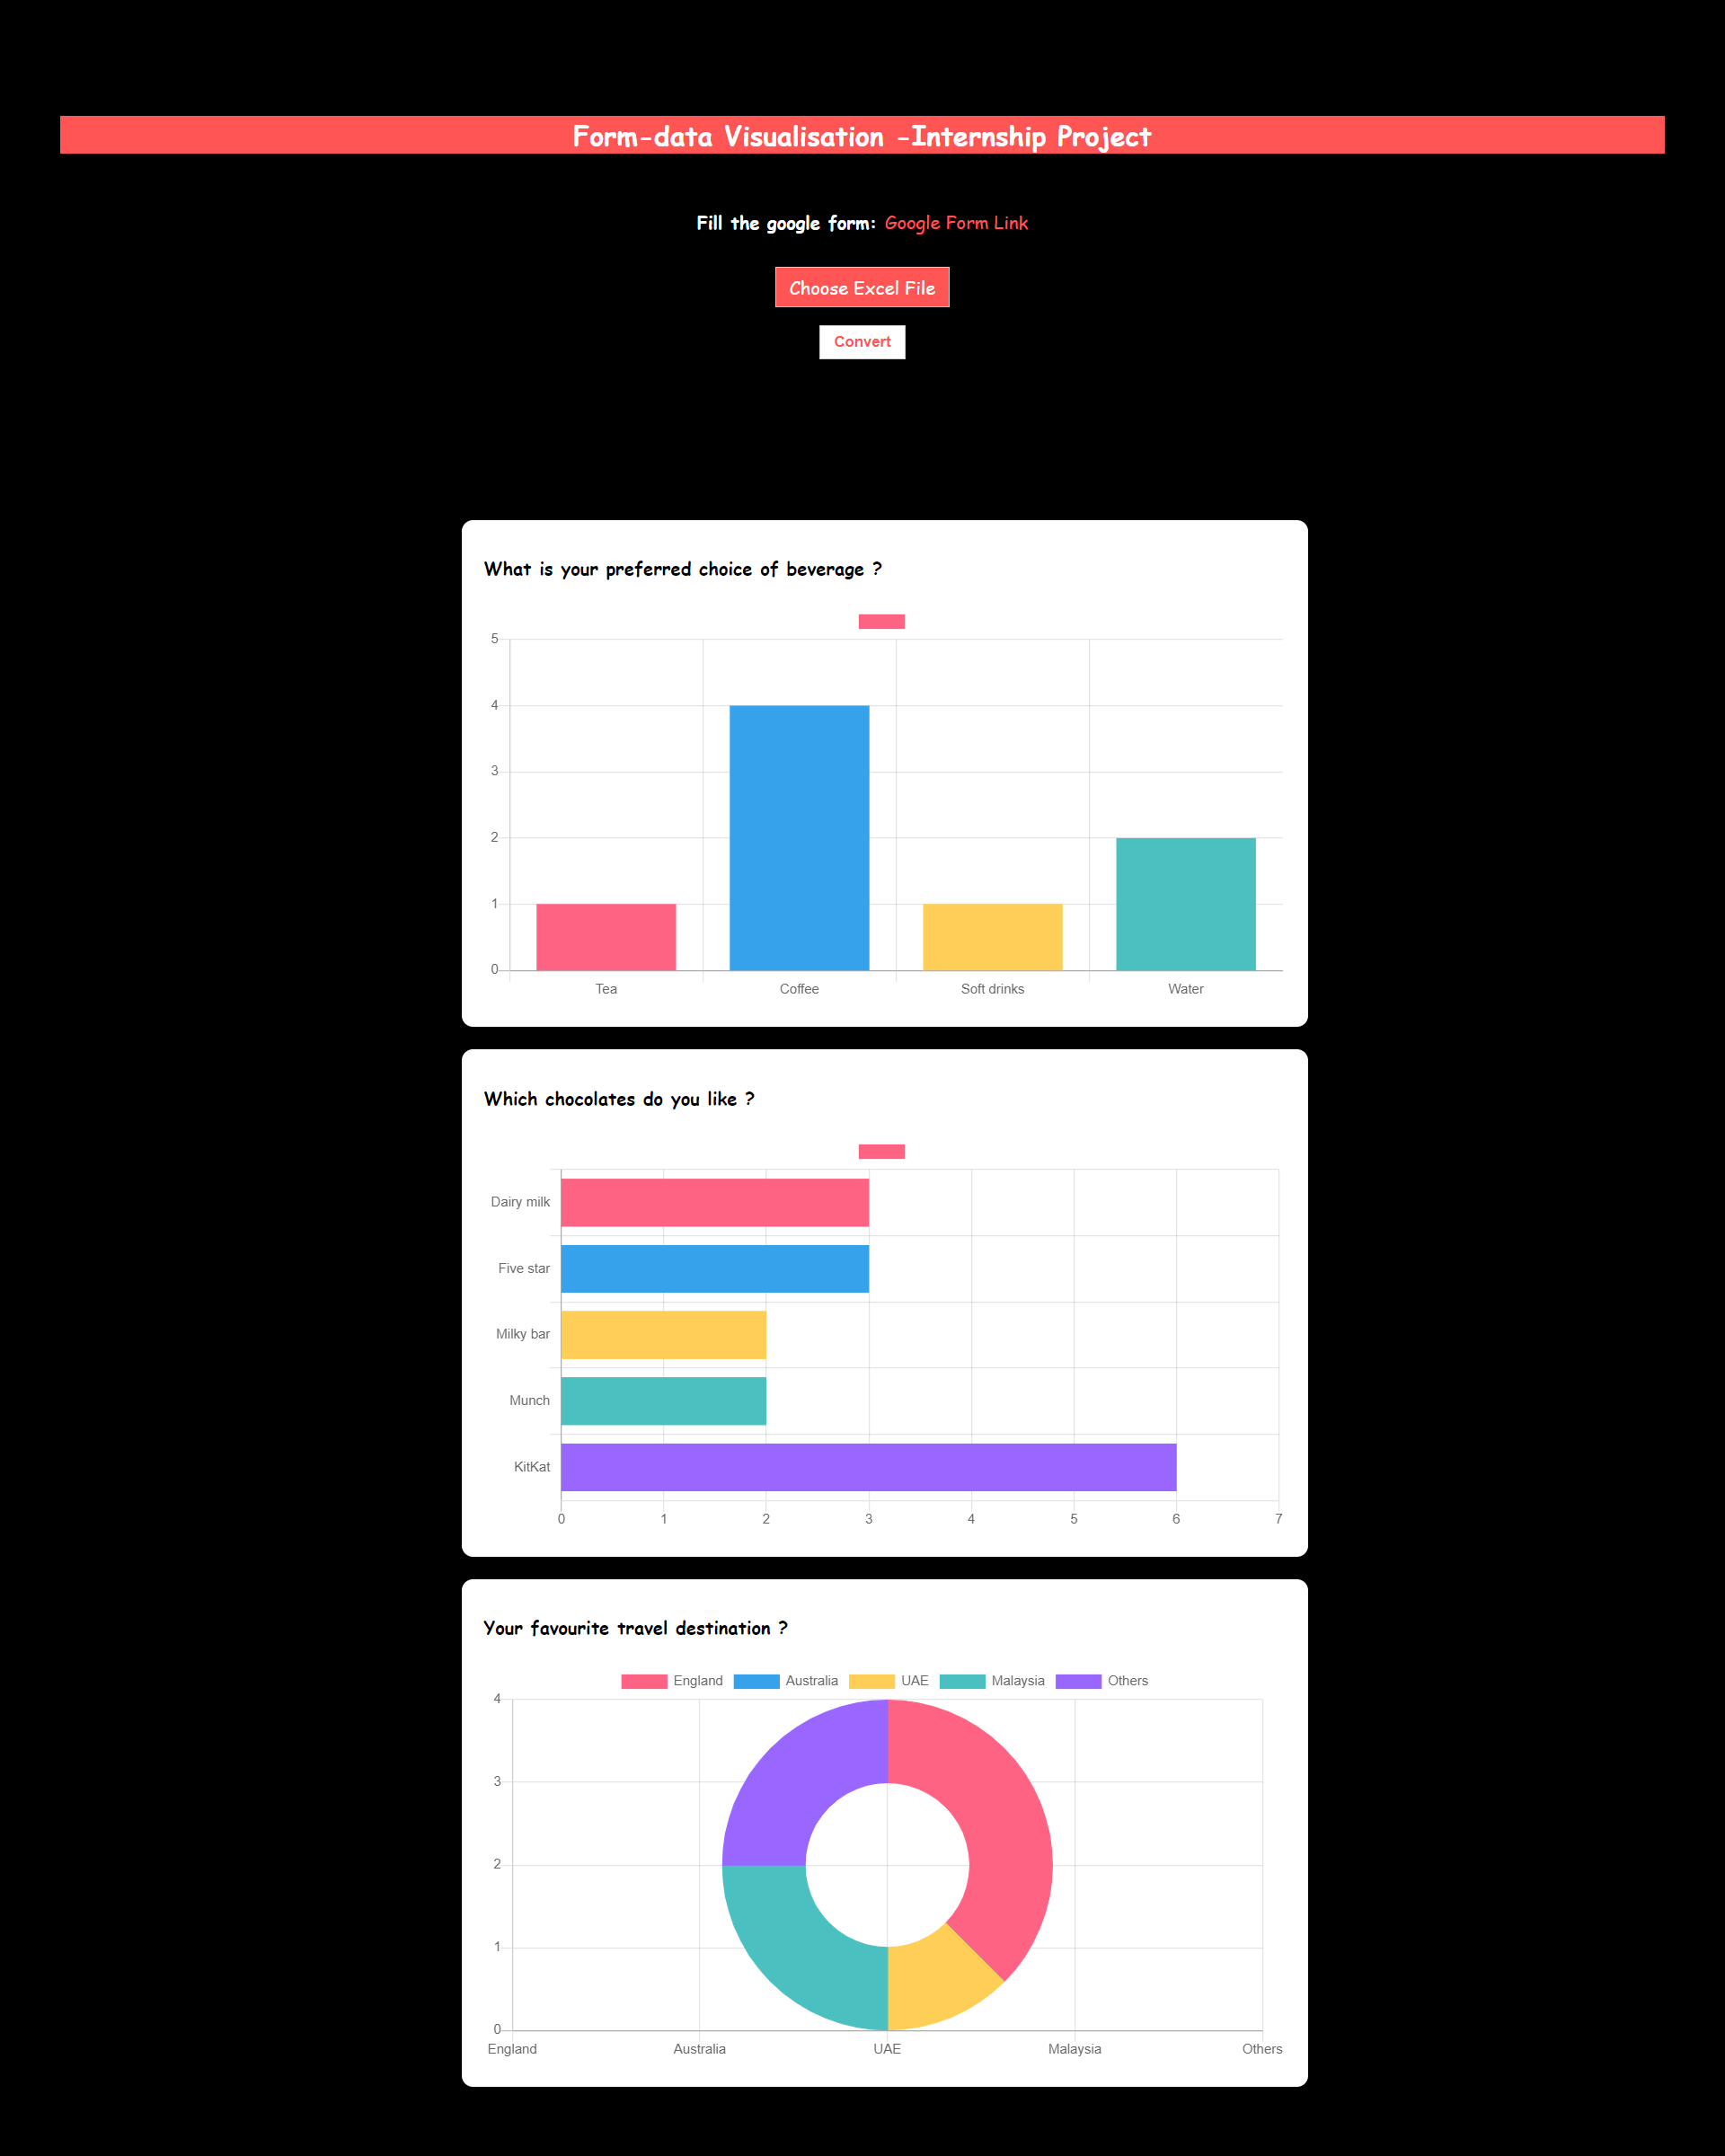 Form-data Visualisation -Internship Project
Fill the google form: Google Form Link
Choose Excel File
Convert
What is your preferred choice of beverage ?
5
4
3
2
1
0
Tea Coffee Soft drinks Water
Which chocolates do you like ?
Dairy milk
Five star
Milky bar
Munch
KitKat
0 1 2 3 4 5 6 7
Your favourite travel destination ?
England Australia UAE Malaysia Others
4
3
2
1
0
England Australia UAE Malaysia Others